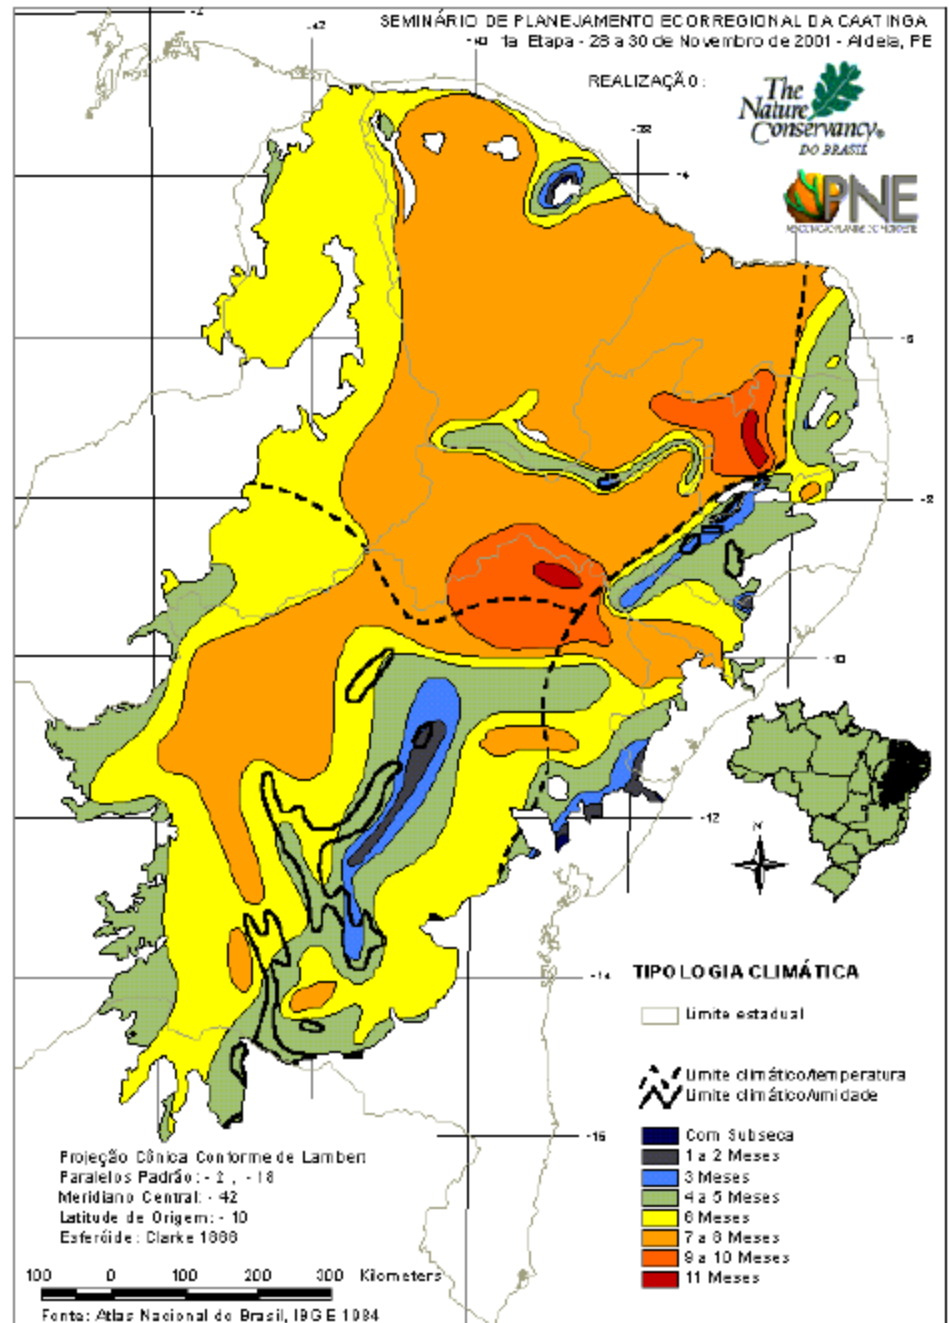 SEMINÁRIO DE PLANEJAMENTO ECORREGIONAL DA CAATINGA
1a Etapa - 28 a 30 de Novembro de 2001 - Aldeia, PE
REALIZAÇÃO:
The
Nature
Conservancy®
DO BRASIL
APNE
-42
-40
-38
-4
-6
-8
-10
-12
N
-14
TIPOLOGIA CLIMÁTICA
Limite estadual
Limite climático/temperatura
Limite climático/umidade
-16
Com Subseca
1 a 2 Meses
3 Meses
4 a 5 Meses
6 Meses
7 a 8 Meses
9 a 10 Meses
11 Meses
Projeção Cônica Conforme de Lambert
Paralelos Padrão: - 2 , - 18
Meridiano Central: - 42
Latitude de Origem: - 10
Esferóide: Clarke 1866
100 0 100 200 300 Kilometers
Fonte: Atlas Nacional do Brasil, IBGE 1984